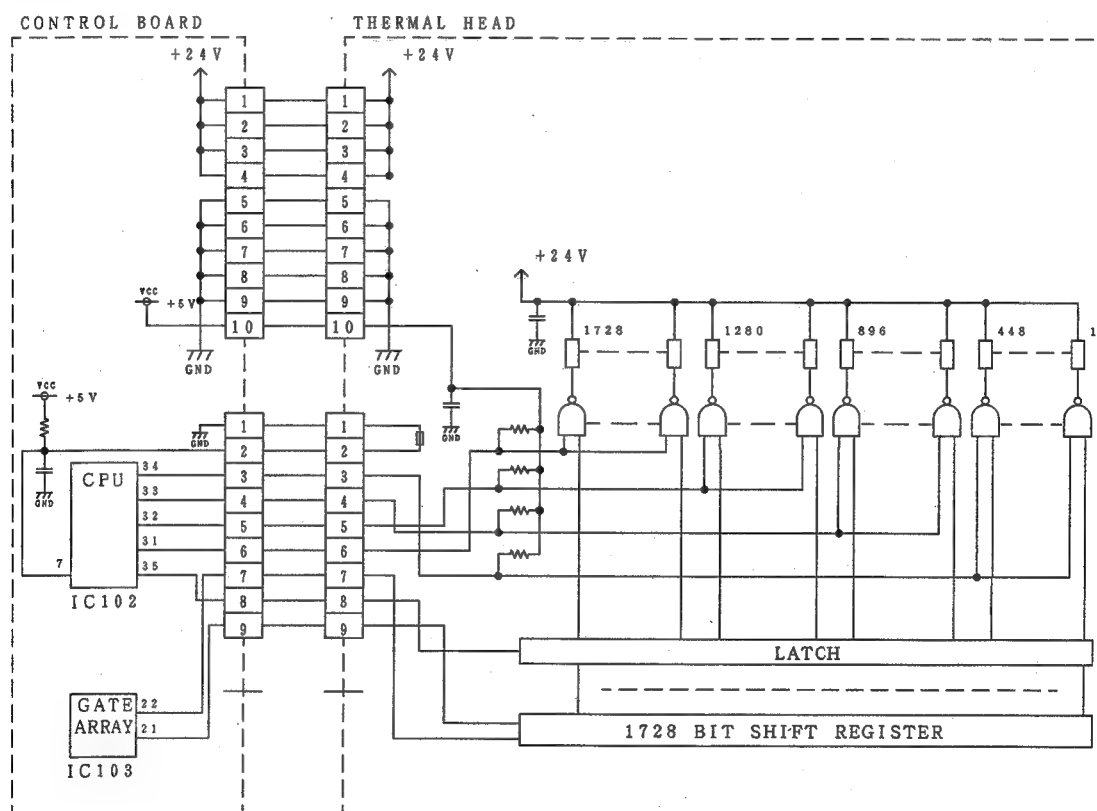 CONTROL BOARD
THERMAL HEAD
+24V
+24V
1 1
2 2
3 3
4 4
5 5
6 6
7 7
8 8
9 9
10 10
VCC
+5V
GND
GND
+24V
GND
1728
1280
896
448
1
VCC
+5V
GND
GND
GND
1 1
2 2
3 3
4 4
5 5
6 6
7 7
8 8
9 9
CPU
34
33
32
31
35
7
IC102
LATCH
GATE
ARRAY
22
21
IC103
1728 BIT SHIFT REGISTER